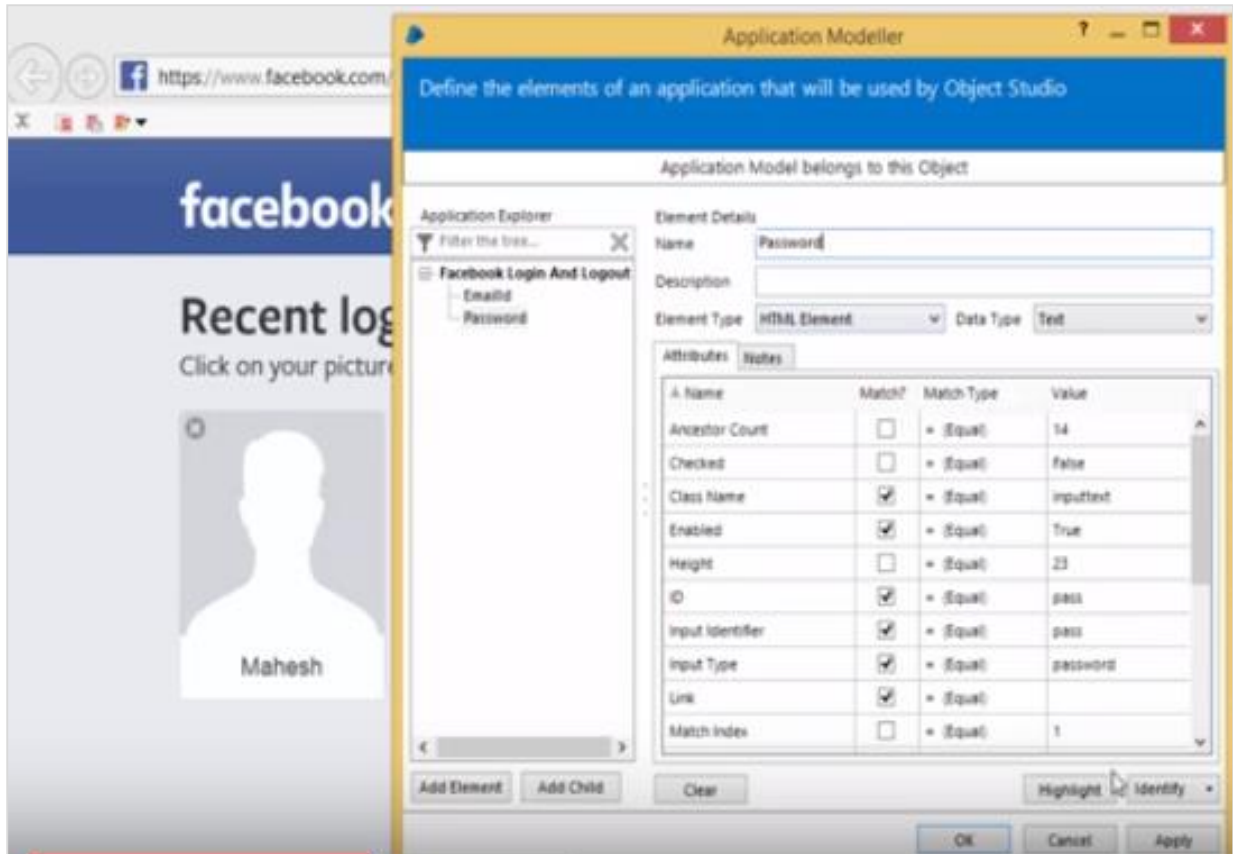 Application Modeller
?
https://www.facebook.com/
Define the elements of an application that will be used by Object Studio
X
Application Model belongs to this Object
facebook
Application Explorer
Filter the tree...
Facebook Login And Logout
EmailId
Password
Element Details
Name Password
Description
Element Type HTML Element Data Type Text
Attributes Notes
Name Match? Match Type Value
Ancestor Count = (Equal) 14
Checked = (Equal) False
Class Name = (Equal) inputtext
Enabled = (Equal) True
Height = (Equal) 23
ID = (Equal) pass
Input Identifier = (Equal) pass
Input Type = (Equal) password
Link = (Equal)
Match Index = (Equal) 1
Recent log
Click on your picture
Mahesh
Add Element Add Child Clear Highlight Identify
OK Cancel Apply